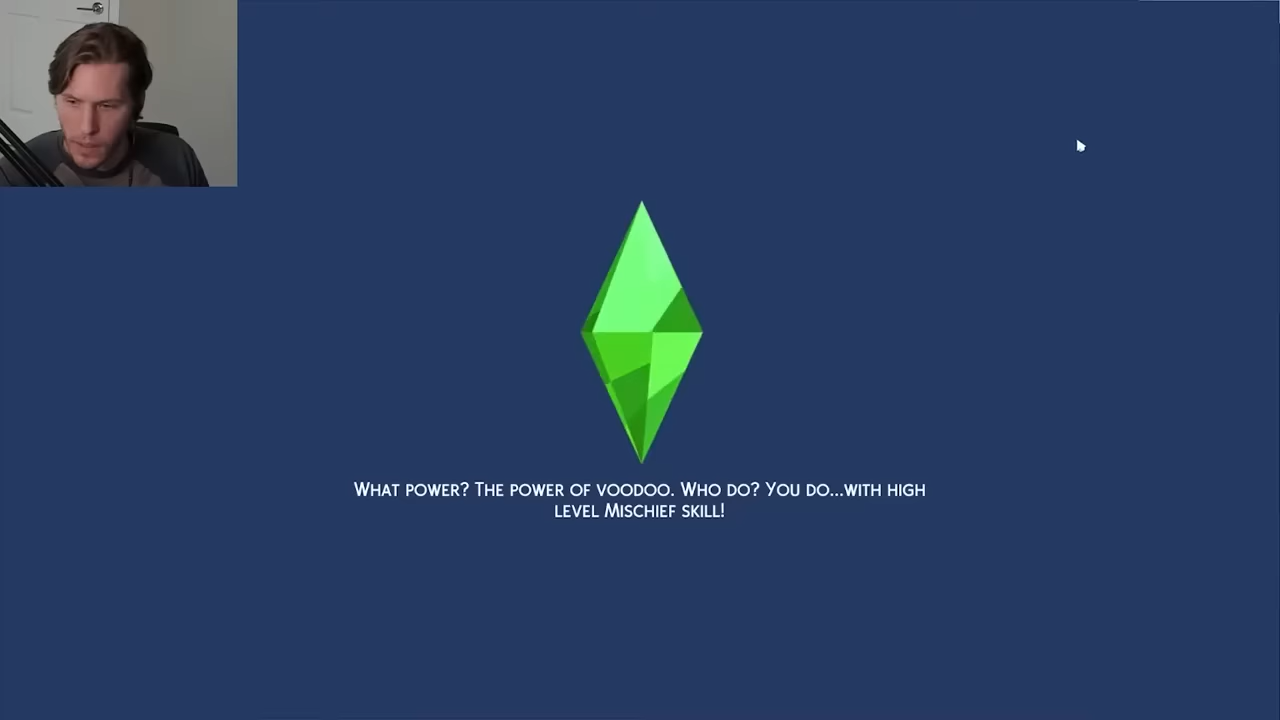 What power? The power of voodoo. Who do? You do...with high
level Mischief skill!